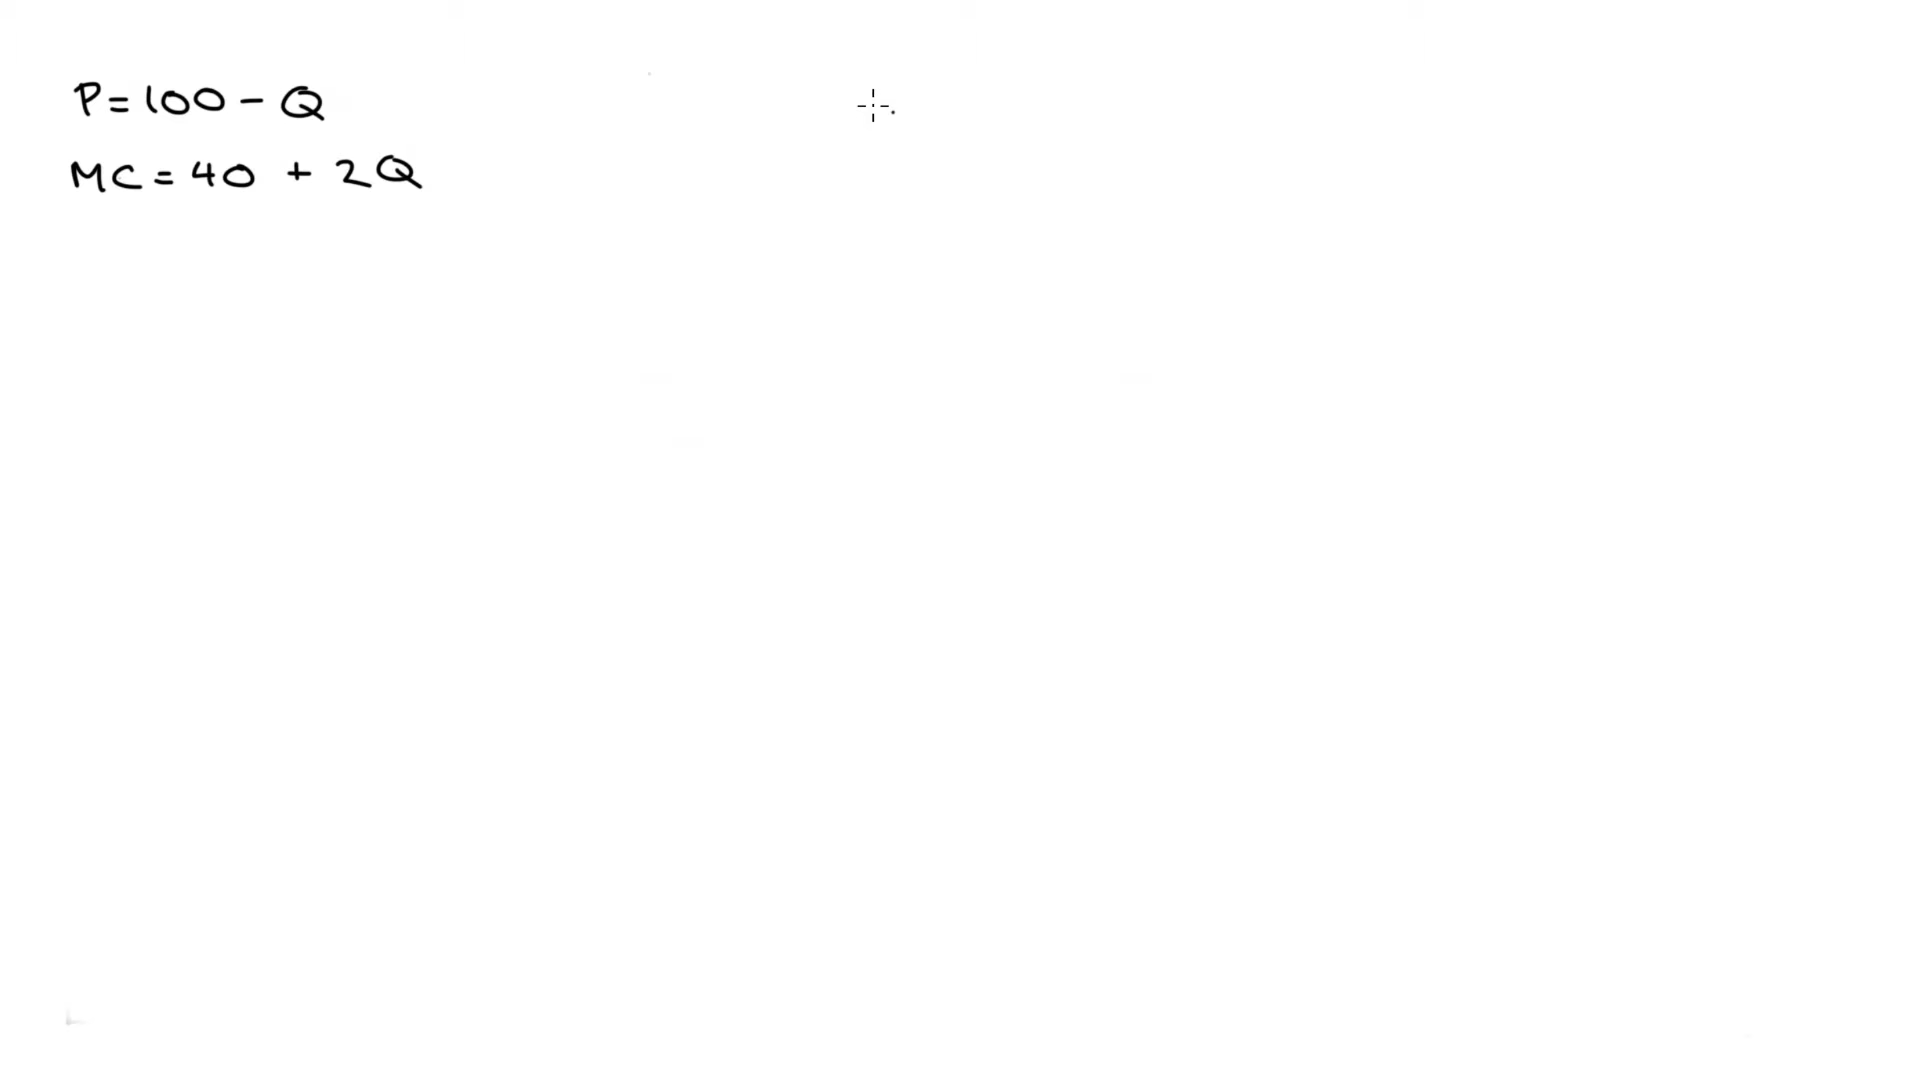 P = 100 - Q
MC = 40 + 2Q